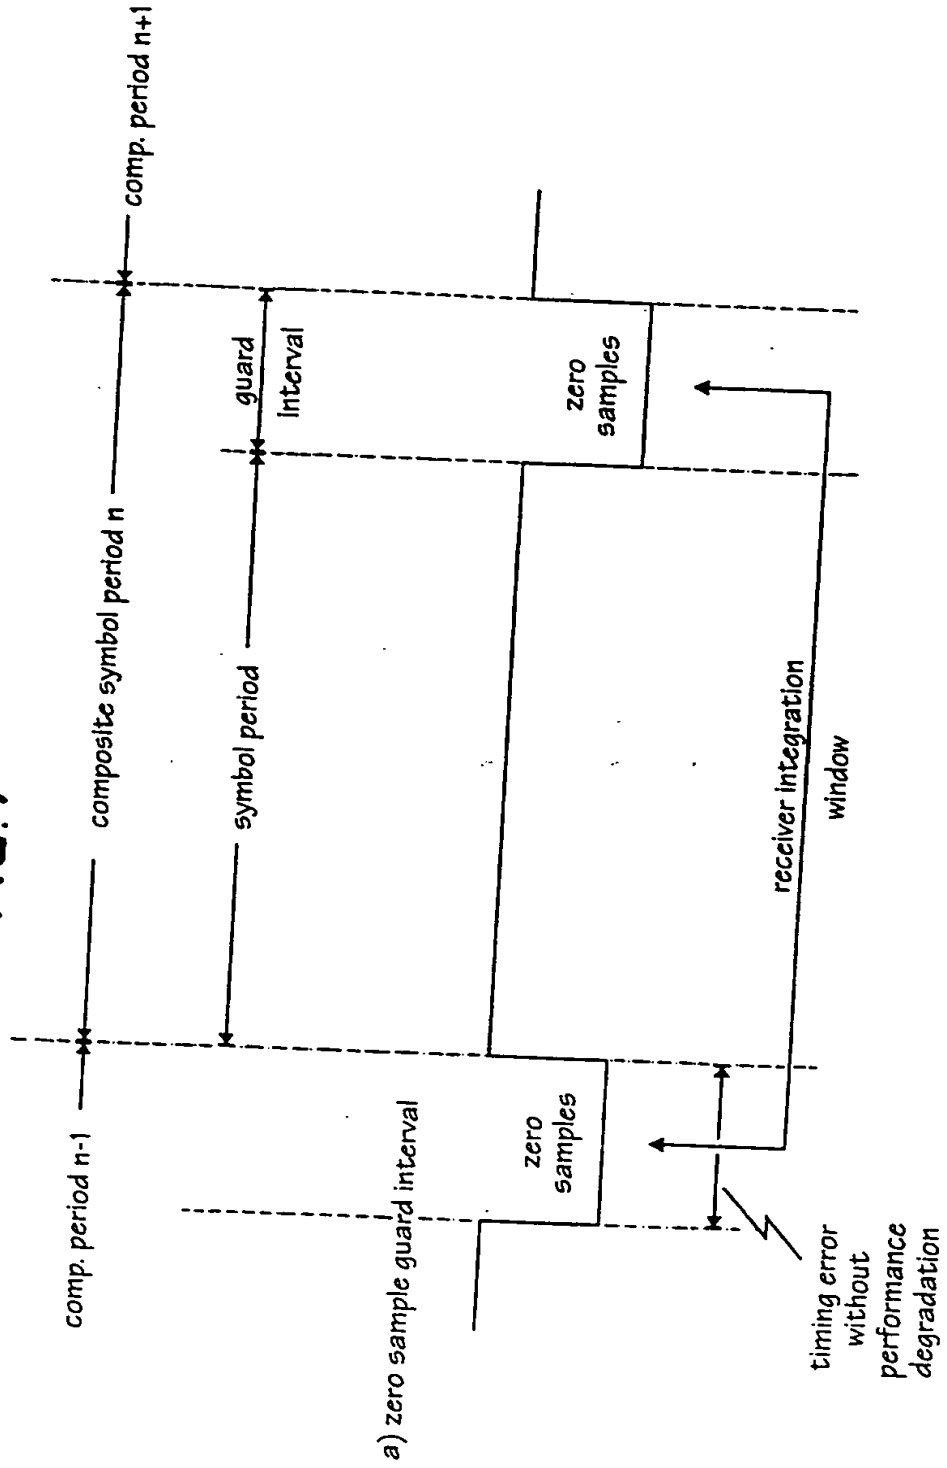 comp. period n-1
composite symbol period n
comp. period n+1
symbol period
guard
interval
a) zero sample guard interval
zero
samples
zero
samples
receiver integration
window
timing error
without
performance
degradation